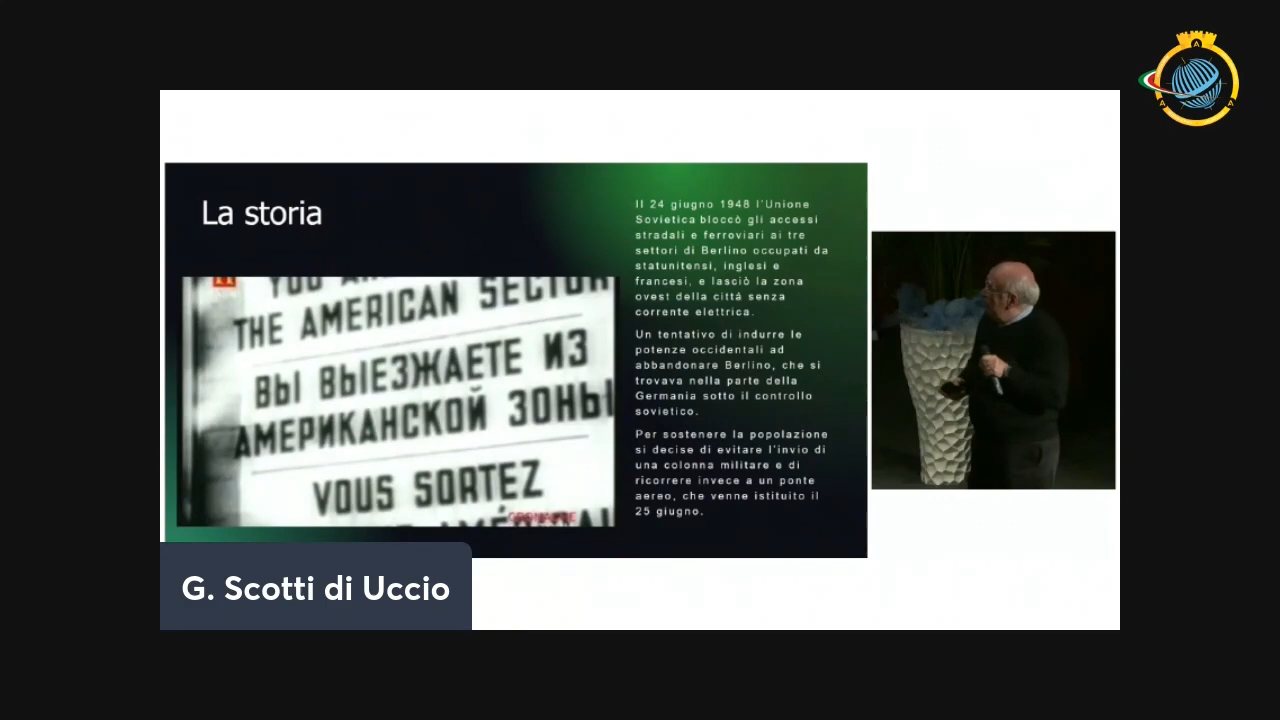 La storia
YOU AR
THE AMERICAN SECTOR
ВЫ ВЫЕЗЖАЕТЕ ИЗ
АМЕРИКАНСКОЙ ЗОНЫ
VOUS SORTEZ
Il 24 giugno 1948 l'Unione
Sovietica bloccò gli accessi
stradali e ferroviari ai tre
settori di Berlino occupati da
statunitensi, inglesi e
francesi, e lasciò la zona
ovest della città senza
corrente elettrica.
Un tentativo di indurre le
potenze occidentali ad
abbandonare Berlino, che si
trovava nella parte della
Germania sotto il controllo
sovietico.
Per sostenere la popolazione
si decise di evitare l'invio di
una colonna militare e di
ricorrere invece a un ponte
aereo, che venne istituito il
25 giugno.
G. Scotti di Uccio